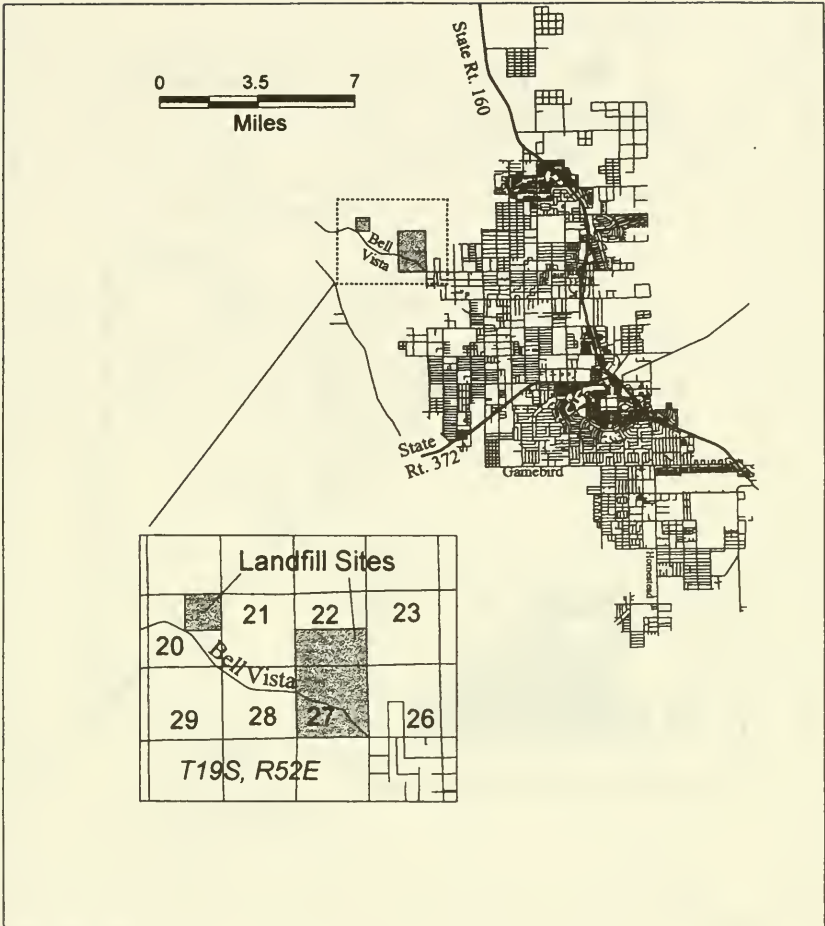 State Rt. 160
0 3.5 7
Miles
Bell
Vista
State
Rt. 372
Gamebird
Homestead
Landfill Sites
21 22 23
20
Bell Vista
29 28 27 26
T19S, R52E